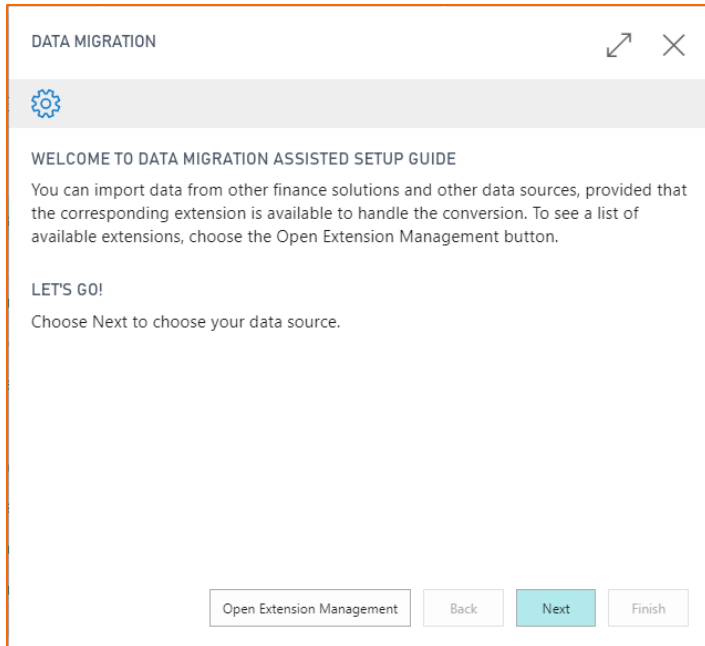 DATA MIGRATION
WELCOME TO DATA MIGRATION ASSISTED SETUP GUIDE
You can import data from other finance solutions and other data sources, provided that
the corresponding extension is available to handle the conversion. To see a list of
available extensions, choose the Open Extension Management button.
LET'S GO!
Choose Next to choose your data source.
Open Extension Management
Back
Next
Finish